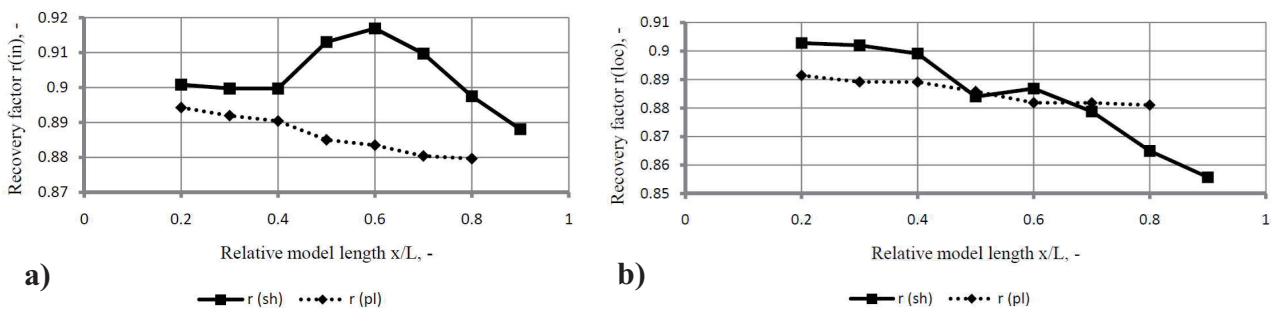 0.92
0.91
0.9
0.89
0.88
0.87
0 0.2 0.4 0.6 0.8 1
Recovery factor r(in), -
Relative model length x/L, -
a)
r (sh) r (pl)
0.91
0.9
0.89
0.88
0.87
0.86
0.85
0 0.2 0.4 0.6 0.8 1
Recovery factor r(loc), -
Relative model length x/L, -
b)
r (sh) r (pl)